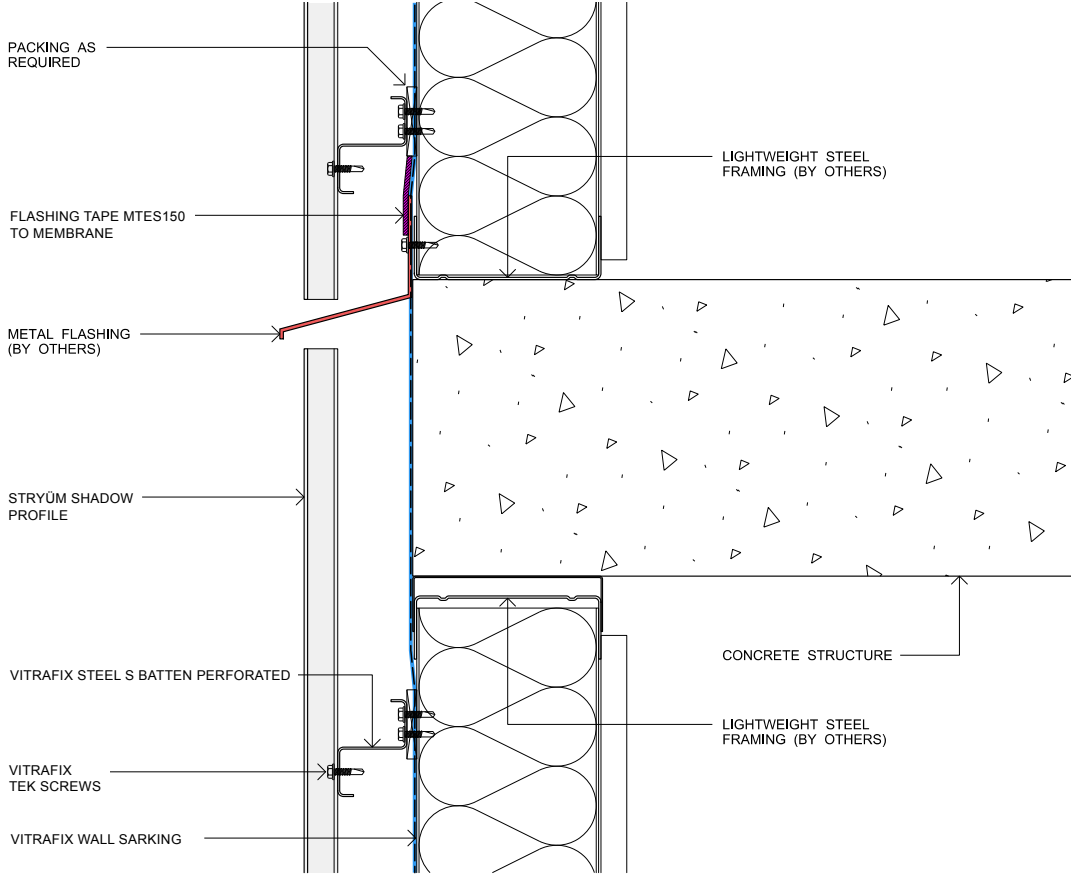 PACKING AS
REQUIRED
LIGHTWEIGHT STEEL
FRAMING (BY OTHERS)
FLASHING TAPE MTES150
TO MEMBRANE
METAL FLASHING
(BY OTHERS)
STRYÜM SHADOW
PROFILE
CONCRETE STRUCTURE
VITRAFIX STEEL S BATTEN PERFORATED
LIGHTWEIGHT STEEL
FRAMING (BY OTHERS)
VITRAFIX
TEK SCREWS
VITRAFIX WALL SARKING